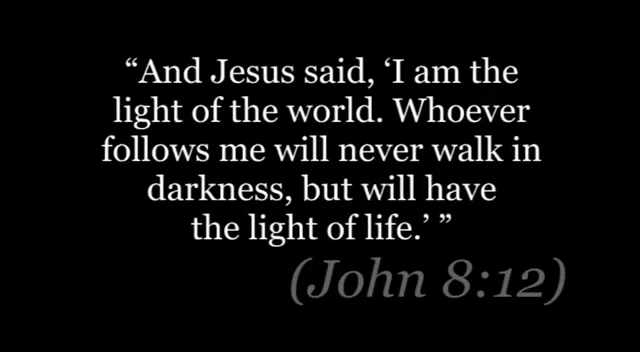 “And Jesus said, ‘I am the
light of the world. Whoever
follows me will never walk in
darkness, but will have
the light of life.’ ”
(John 8:12)